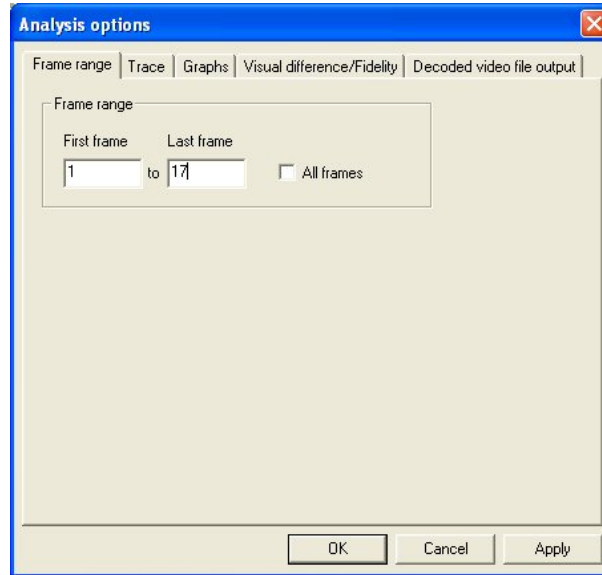 Analysis options
Frame range Trace Graphs Visual difference/Fidelity Decoded video file output
Frame range
First frame Last frame
1 to 17 All frames
OK Cancel Apply